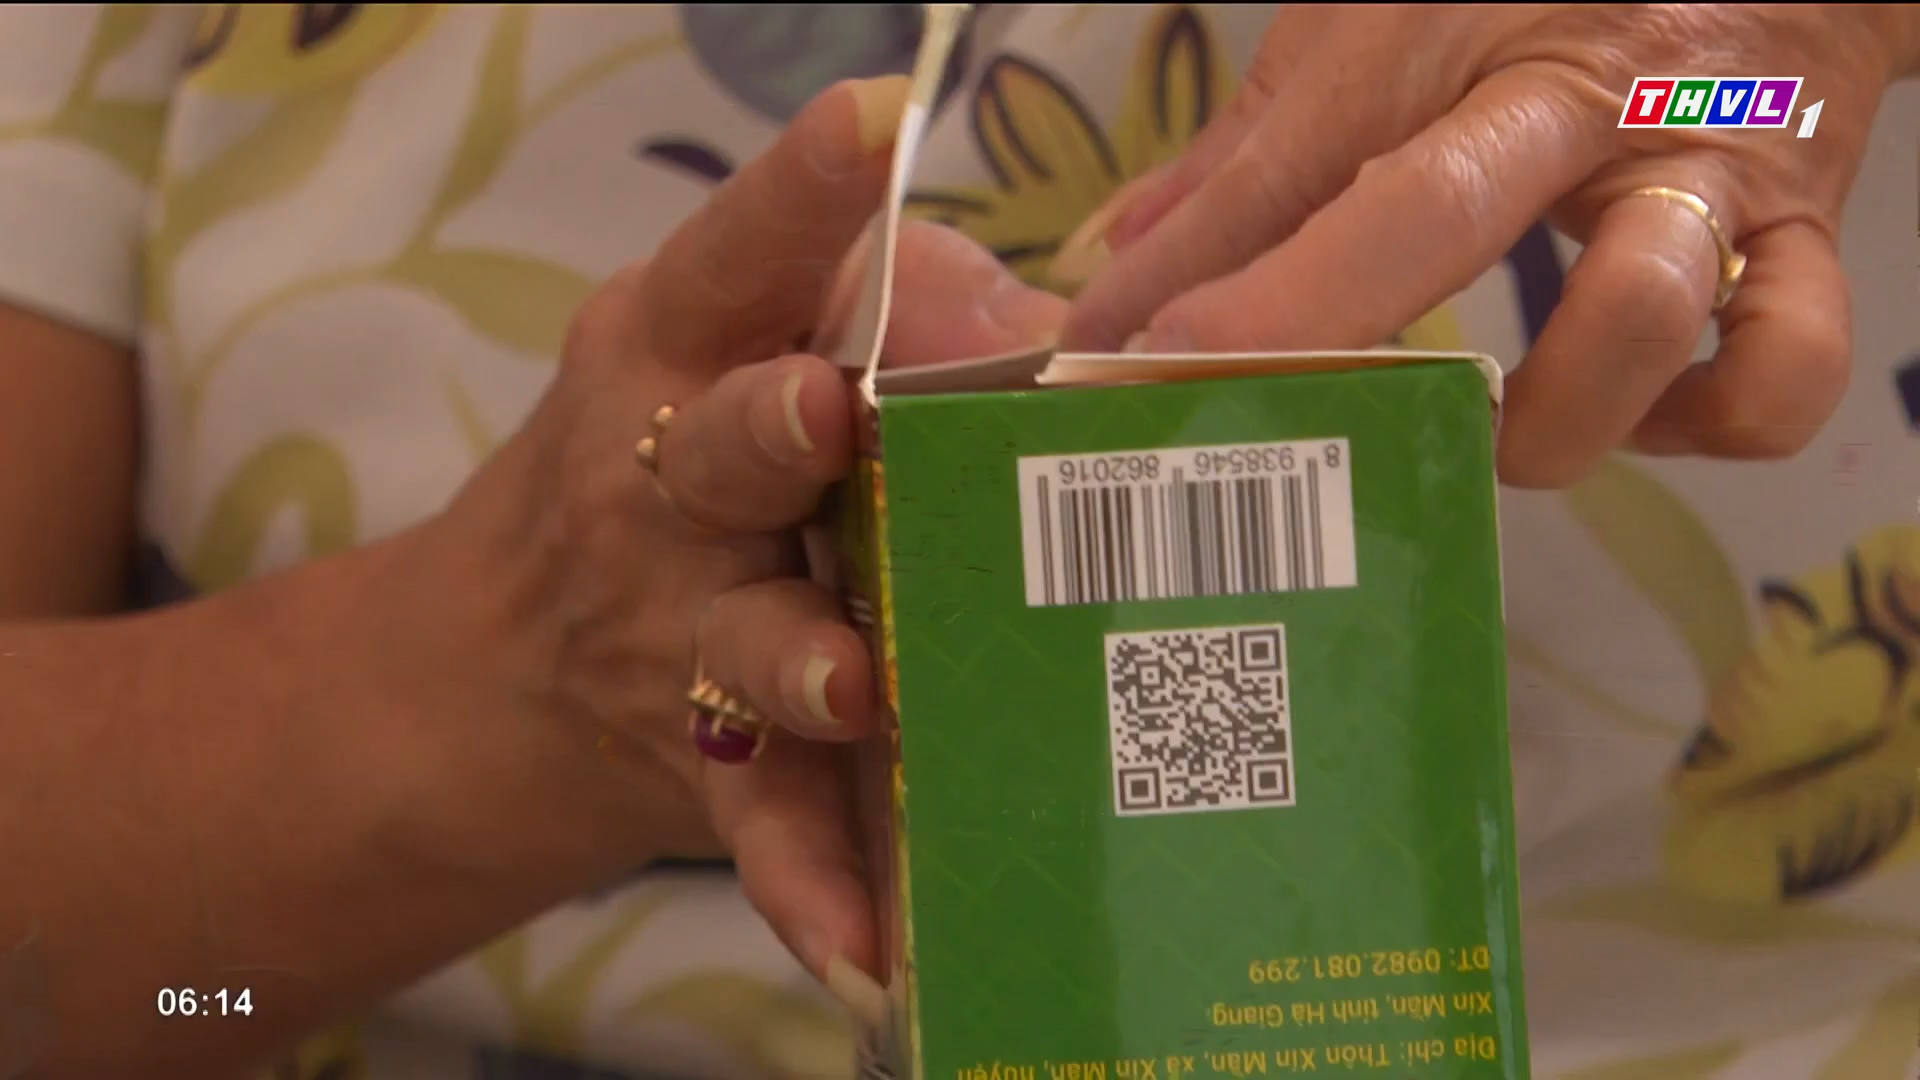 THVL1
8 938546 862016
Địa chỉ: Thôn Xín Mần, xã Xín Mần, huyện
Xín Mần, tỉnh Hà Giang.
ĐT: 0982.081.299
06:14